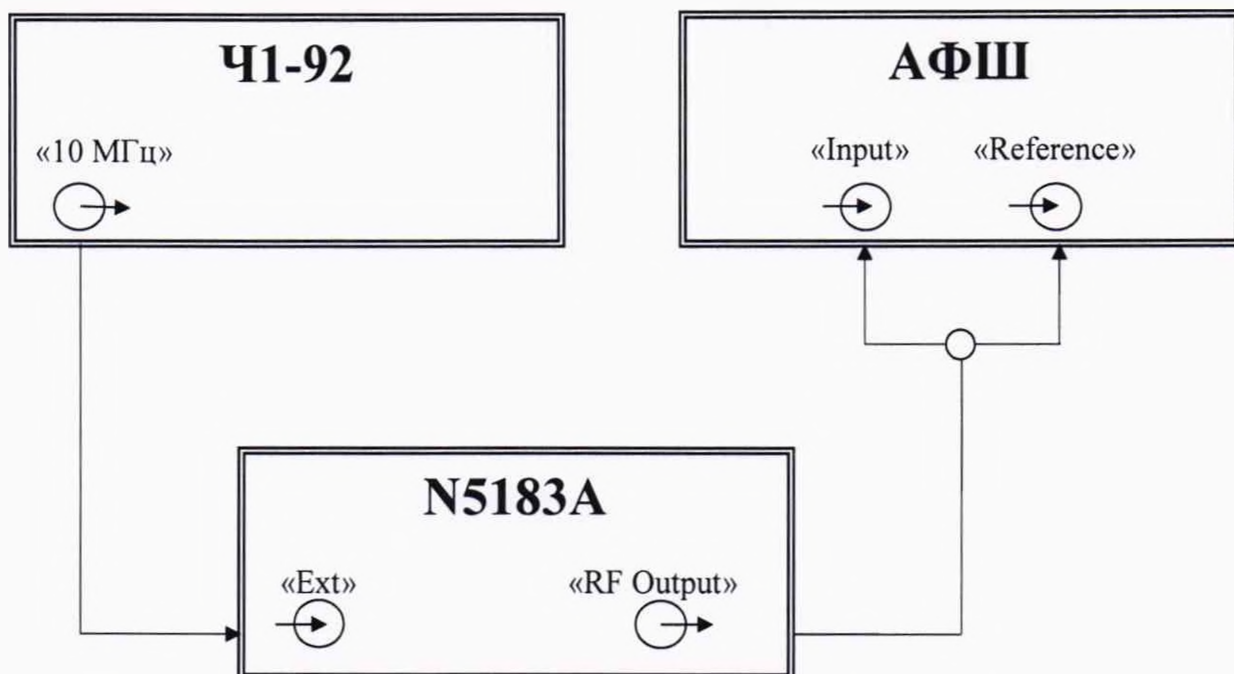 Ч1-92
«10 МГц»
АФШ
«Input» «Reference»
N5183A
«Ext» «RF Output»